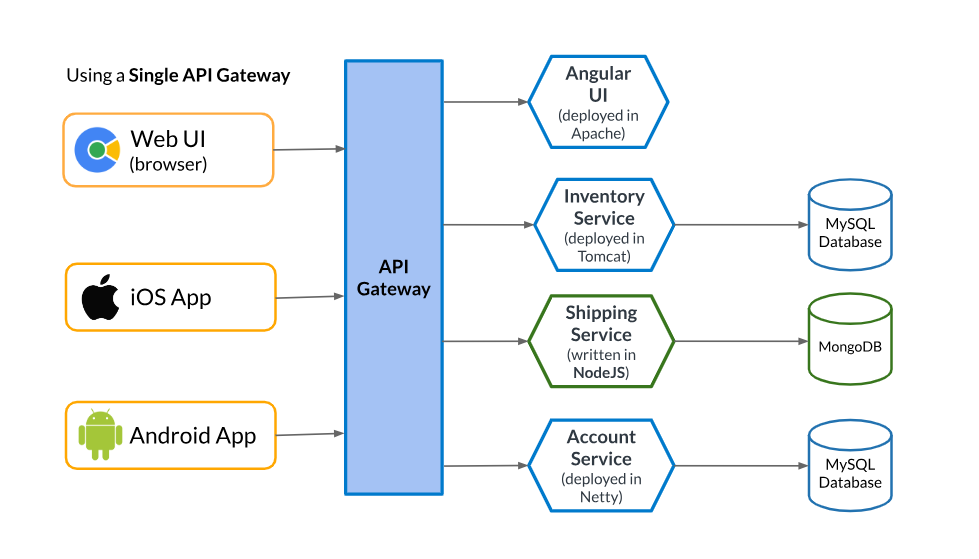 Using a Single API Gateway
Web UI
(browser)
iOS App
Android App
API
Gateway
Angular
UI
(deployed in
Apache)
Inventory
Service
(deployed in
Tomcat)
MySQL
Database
Shipping
Service
(written in
NodeJS)
MongoDB
Account
Service
(deployed in
Netty)
MySQL
Database